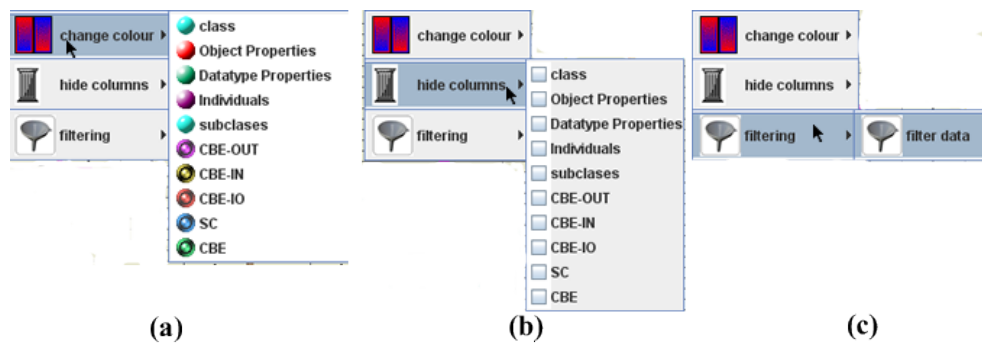 change colour
hide columns
filtering
class
Object Properties
Datatype Properties
Individuals
subclases
CBE-OUT
CBE-IN
CBE-IO
SC
CBE
(a)
change colour
hide columns
filtering
class
Object Properties
Datatype Properties
Individuals
subclases
CBE-OUT
CBE-IN
CBE-IO
SC
CBE
(b)
change colour
hide columns
filtering
filter data
(c)